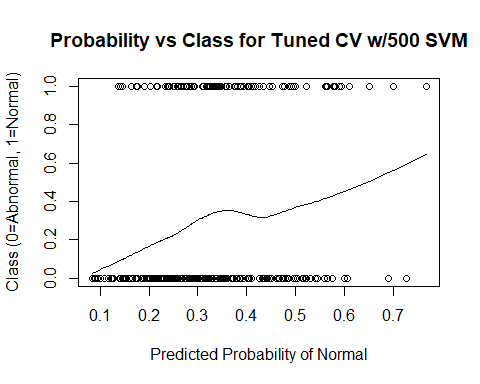 Probability vs Class for Tuned CV w/500 SVM
Class (0=Abnormal, 1=Normal)
1.0
0.8
0.6
0.4
0.2
0.0
0.1 0.2 0.3 0.4 0.5 0.6 0.7
Predicted Probability of Normal